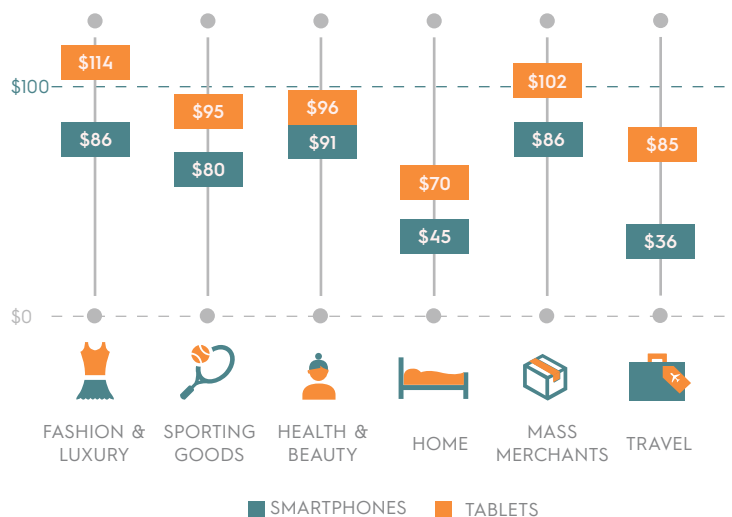 $114
$100
$102
$95
$96
$86
$91
$86
$80
$85
$70
$45
$36
$0
FASHION &
LUXURY
SPORTING
GOODS
HEALTH &
BEAUTY
HOME
MASS
MERCHANTS
TRAVEL
SMARTPHONES
TABLETS